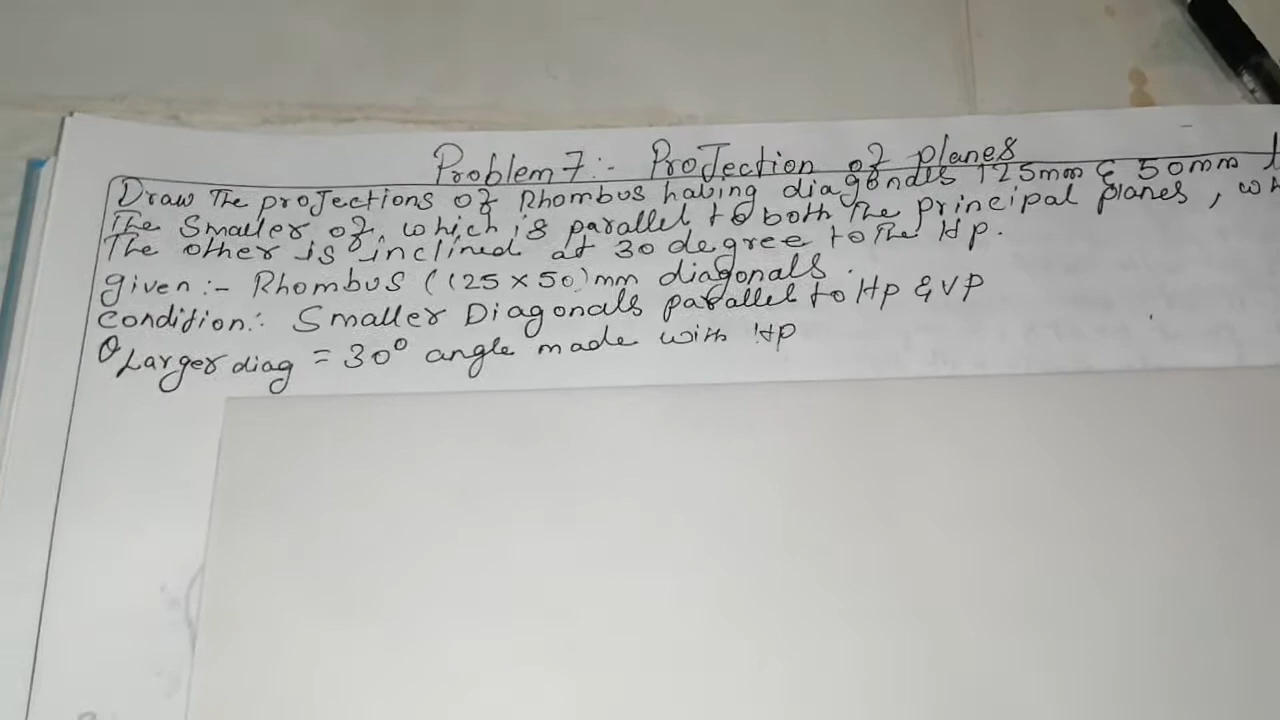 Problem 7:- ProJection of planes
Draw The proJections of Rhombus having diagonals 125mm & 50mm
The Smaller of, which is parallel to both The principal planes,
The other is inclined at 30 degree to The Hp.
given:- Rhombus (125 x 50)mm diagonals.
condition:- Smaller Diagonals parallel to Hp & VP
θ Larger diag = 30° angle made with Hp